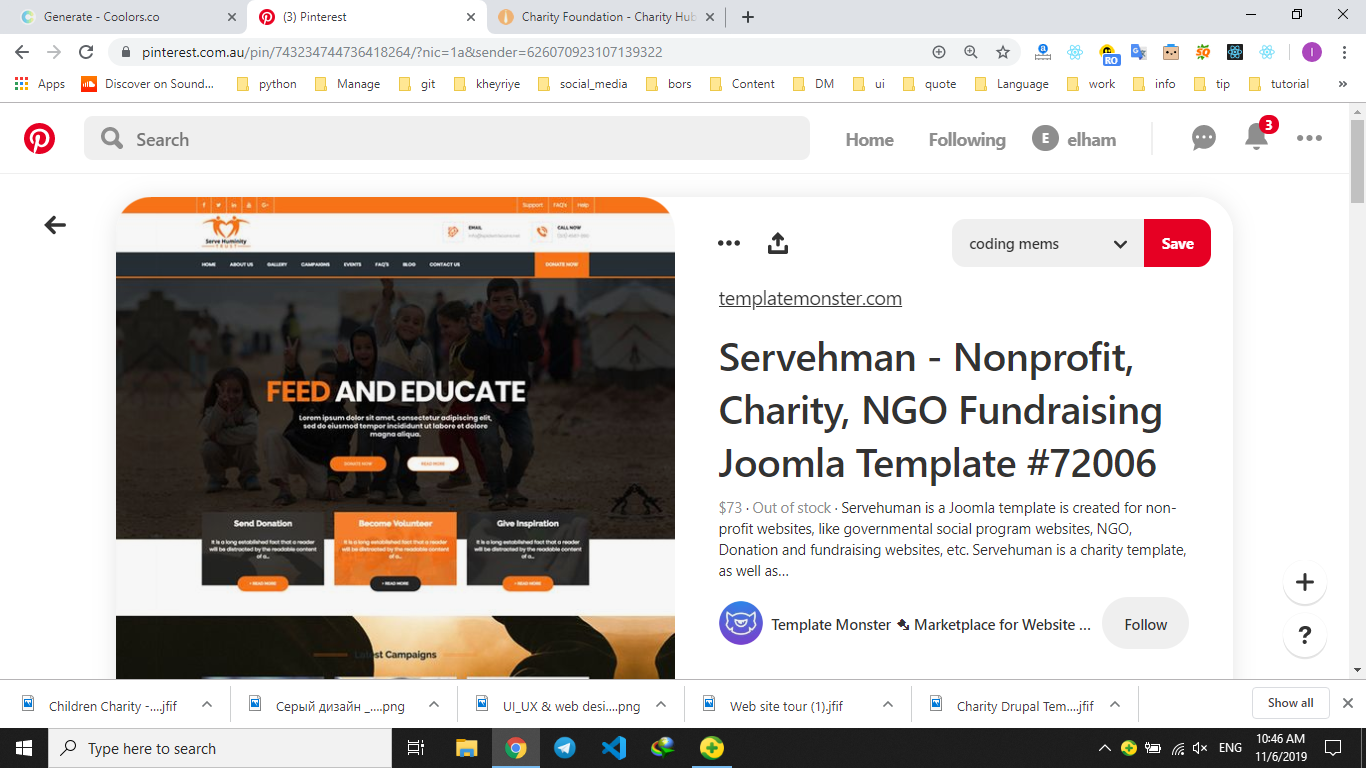 Generate - Coolors.co
(3) Pinterest
Charity Foundation - Charity Hub
pinterest.com.au/pin/743234744736418264/?nic=1a&sender=626070923107139322
RO
I
Apps
Discover on Sound...
python
Manage
git
kheyriye
social_media
bors
Content
DM
ui
quote
Language
work
info
tip
tutorial
»
Search
Home
Following
E
elham
3
Support
FAQ'S
Help
Serve Huminity
TRUST
EMAIL
CALL NOW
HOME
ABOUT US
GALLERY
CAMPAIGNS
EVENTS
FAQ'S
BLOG
CONTACT US
DONATE NOW
FEED AND EDUCATE
Lorem ipsum dolor sit amet, consectetur adipiscing elit,
sed do eiusmod tempor incididunt ut labore et dolore
magna aliqua.
DONATE NOW
READ MORE
Send Donation
It is a long established fact that a reader
will be distracted by the readable content
of a...
+ READ MORE
Become Volunteer
It is a long established fact that a reader
will be distracted by the readable content
of a...
+ READ MORE
Give Inspiration
It is a long established fact that a reader
will be distracted by the readable content
of a...
+ READ MORE
Latest Campaigns
coding mems
Save
templatemonster.com
Servehman - Nonprofit,
Charity, NGO Fundraising
Joomla Template #72006
$73 · Out of stock · Servehuman is a Joomla template is created for non-
profit websites, like governmental social program websites, NGO,
Donation and fundraising websites, etc. Servehuman is a charity template,
as well as...
Template Monster Marketplace for Website ...
Follow
+
?
Children Charity -....jfif
Серый дизайн _....png
UI_UX & web desi....png
Web site tour (1).jfif
Charity Drupal Tem....jfif
Show all
Type here to search
ENG
10:46 AM
11/6/2019